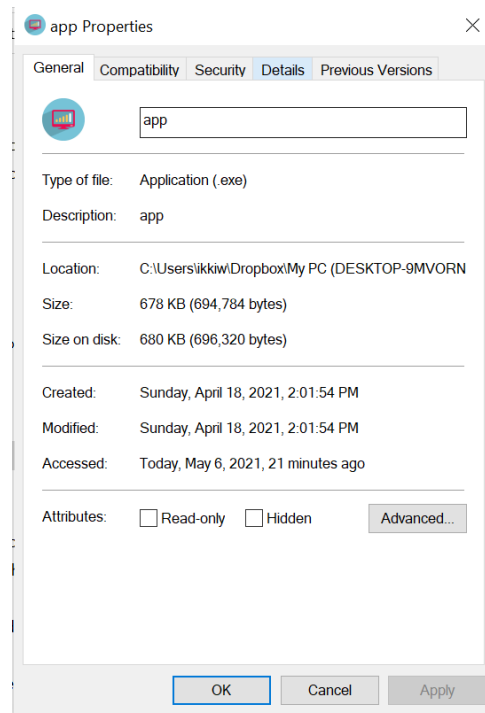 app Properties
General Compatibility Security Details Previous Versions
app
Type of file: Application (.exe)
Description: app
Location: C:\Users\ikkiw\Dropbox\My PC (DESKTOP-9MVORN
Size: 678 KB (694,784 bytes)
Size on disk: 680 KB (696,320 bytes)
Created: Sunday, April 18, 2021, 2:01:54 PM
Modified: Sunday, April 18, 2021, 2:01:54 PM
Accessed: Today, May 6, 2021, 21 minutes ago
Attributes: Read-only Hidden Advanced...
OK Cancel Apply